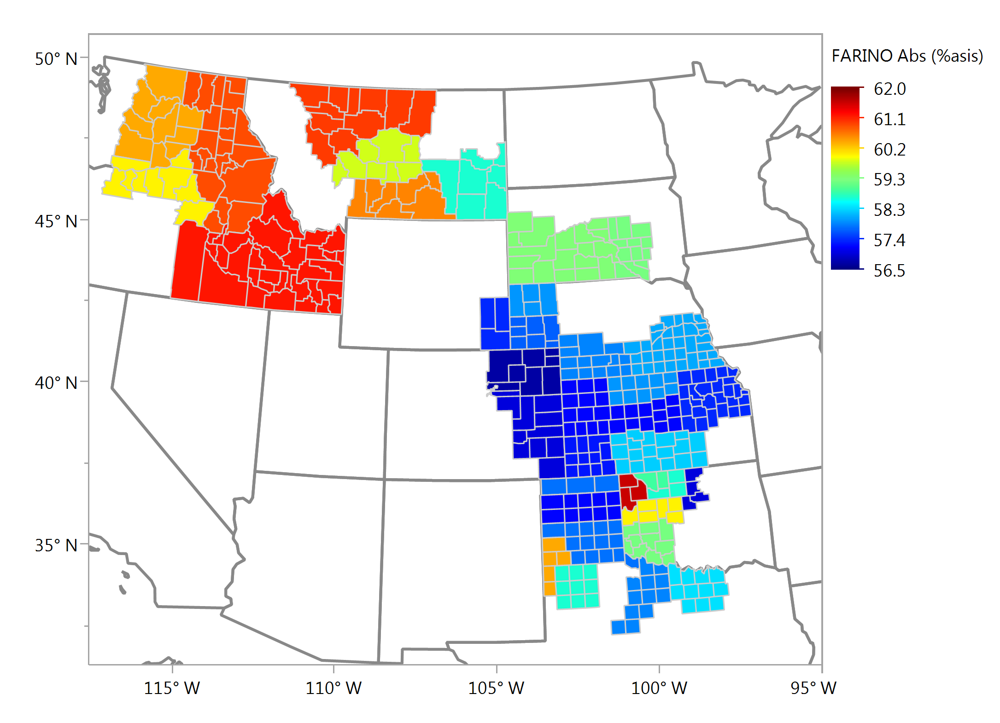 FARINO Abs (%asis)
62.0
61.1
60.2
59.3
58.3
57.4
56.5
50° N
45° N
40° N
35° N
115° W
110° W
105° W
100° W
95° W